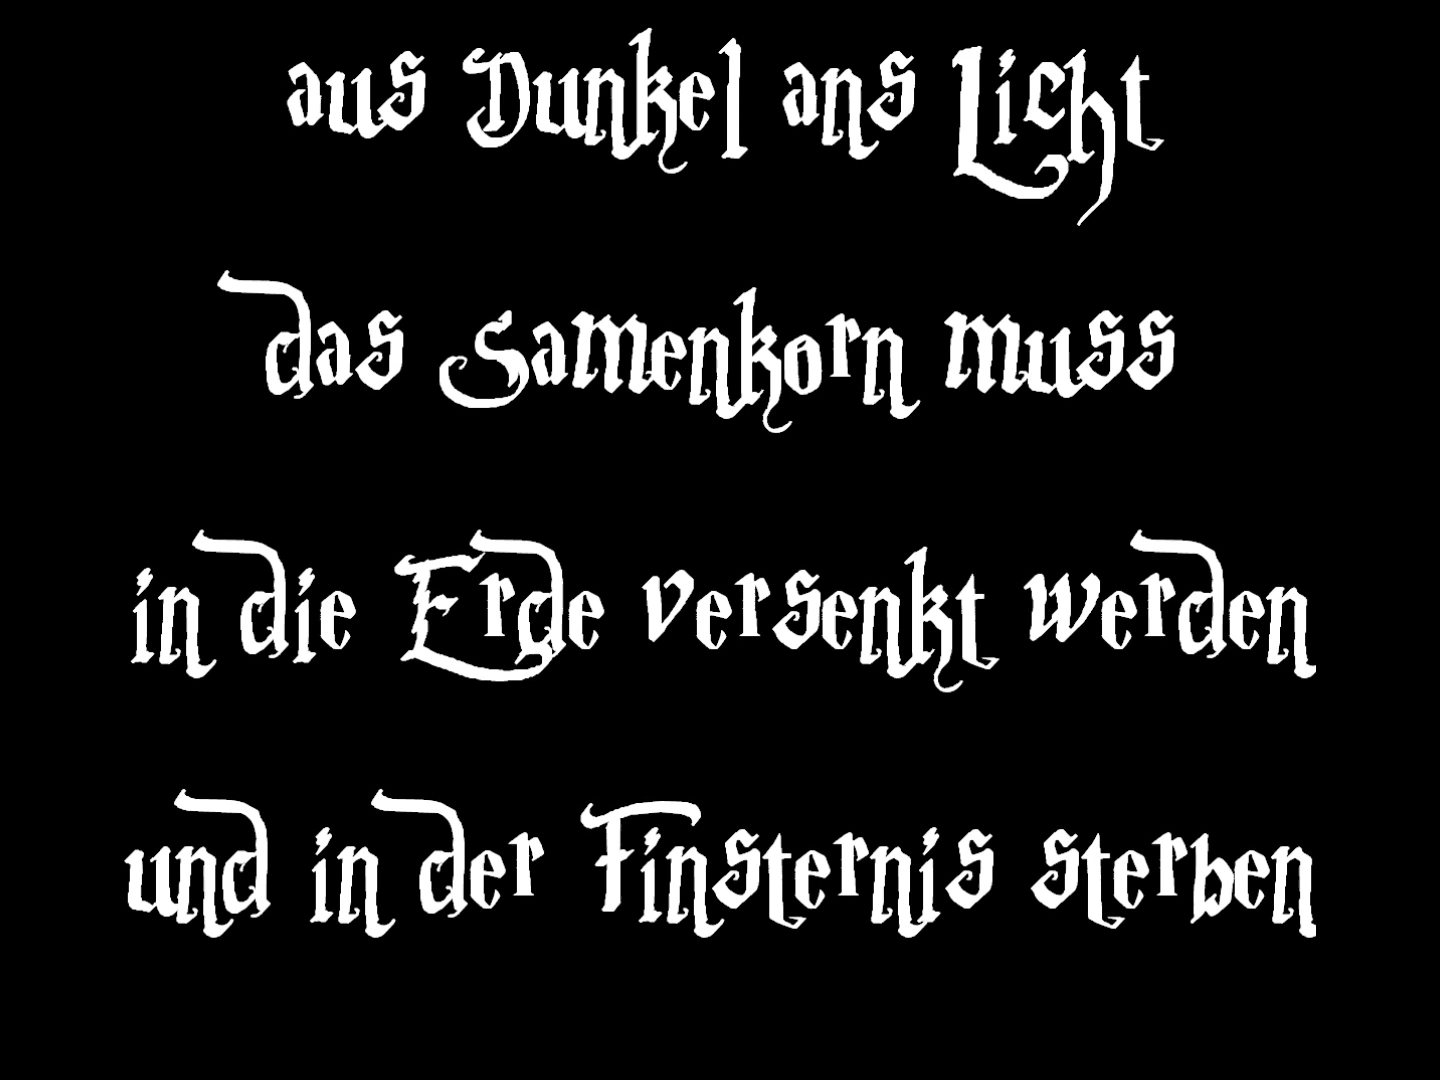 aus Dunkel ans Licht
das Samenkorn muss
in die Erde versenkt werden
und in der Finsternis sterben